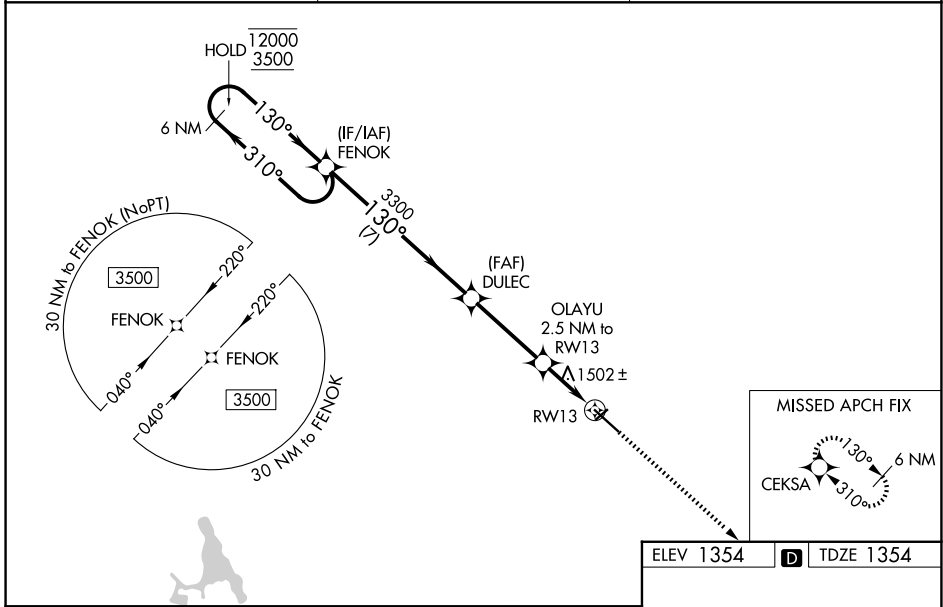 HOLD 12000
3500
6 NM
130°
310°
(IF/IAF)
FENOK
3300
130°
(7)
(FAF)
DULEC
OLAYU
2.5 NM to
RW13
1502 ±
RW13
30 NM to FENOK (NoPT)
3500
220°
FENOK
040°
220°
FENOK
040°
3500
30 NM to FENOK
MISSED APCH FIX
130°
6 NM
CEKSA
310°
ELEV 1354 D TDZE 1354